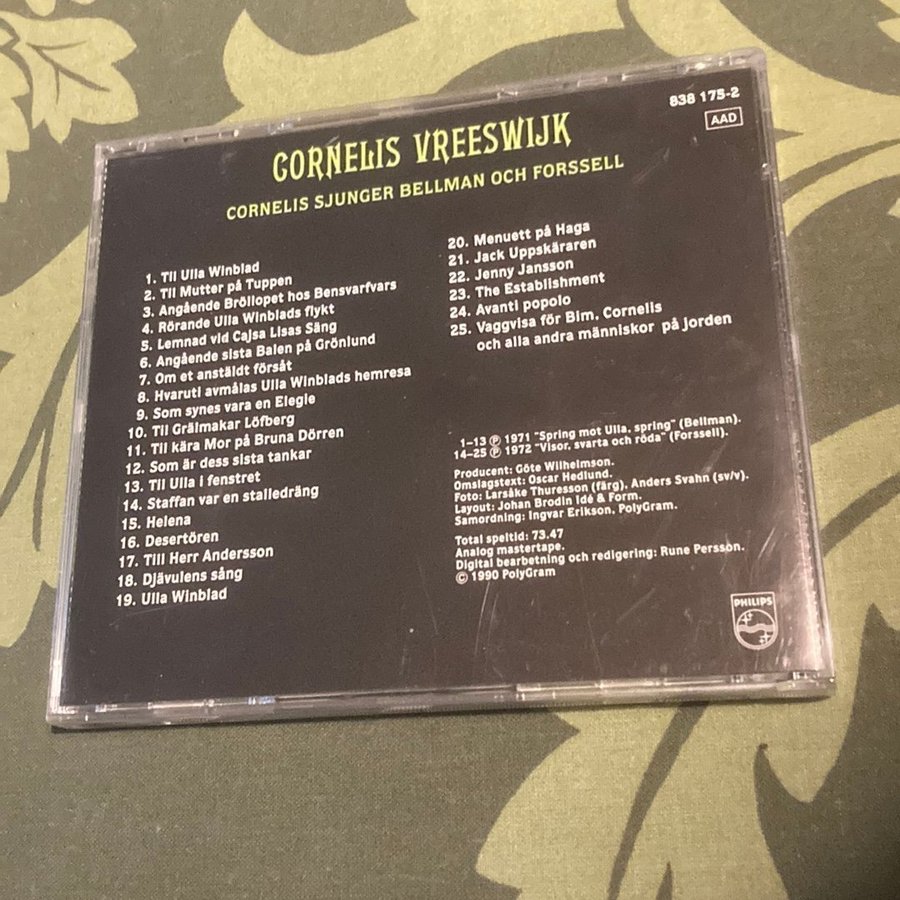 838 175-2
AAD
CORNELIS VREESWIJK
CORNELIS SJUNGER BELLMAN OCH FORSSELL
1. Til Ulla Winblad
2. Til Mutter på Tuppen
3. Angående Bröllopet hos Bensvarfvars
4. Rörande Ulla Winblads flykt
5. Lemnad vid Cajsa Lisas Säng
6. Angående sista Balen på Grönlund
7. Om et anstäldt försåt
8. Hvaruti avmålas Ulla Winblads hemresa
9. Som synes vara en Elegie
10. Til Grälmakar Löfberg
11. Til kära Mor på Bruna Dörren
12. Som är dess sista tankar
13. Til Ulla i fenstret
14. Staffan var en stalledräng
15. Helena
16. Desertören
17. Till Herr Andersson
18. Djävulens sång
19. Ulla Winblad
20. Menuett på Haga
21. Jack Uppskäraren
22. Jenny Jansson
23. The Establishment
24. Avanti popolo
25. Vaggvisa för Bim, Cornelis
och alla andra människor på jorden
1-13 ℗ 1971 "Spring mot Ulla, spring" (Bellman).
14-25 ℗ 1972 "Visor, svarta och röda" (Forssell).
Producent: Göte Wilhelmson.
Omslagstext: Oscar Hedlund.
Foto: Larsåke Thuresson (färg), Anders Svahn (sv/v).
Layout: Johan Brodin Idé & Form.
Samordning: Ingvar Erikson, PolyGram.
Total speltid: 73.47
Analog mastertape.
Digital bearbetning och redigering: Rune Persson.
© 1990 PolyGram
PHILIPS